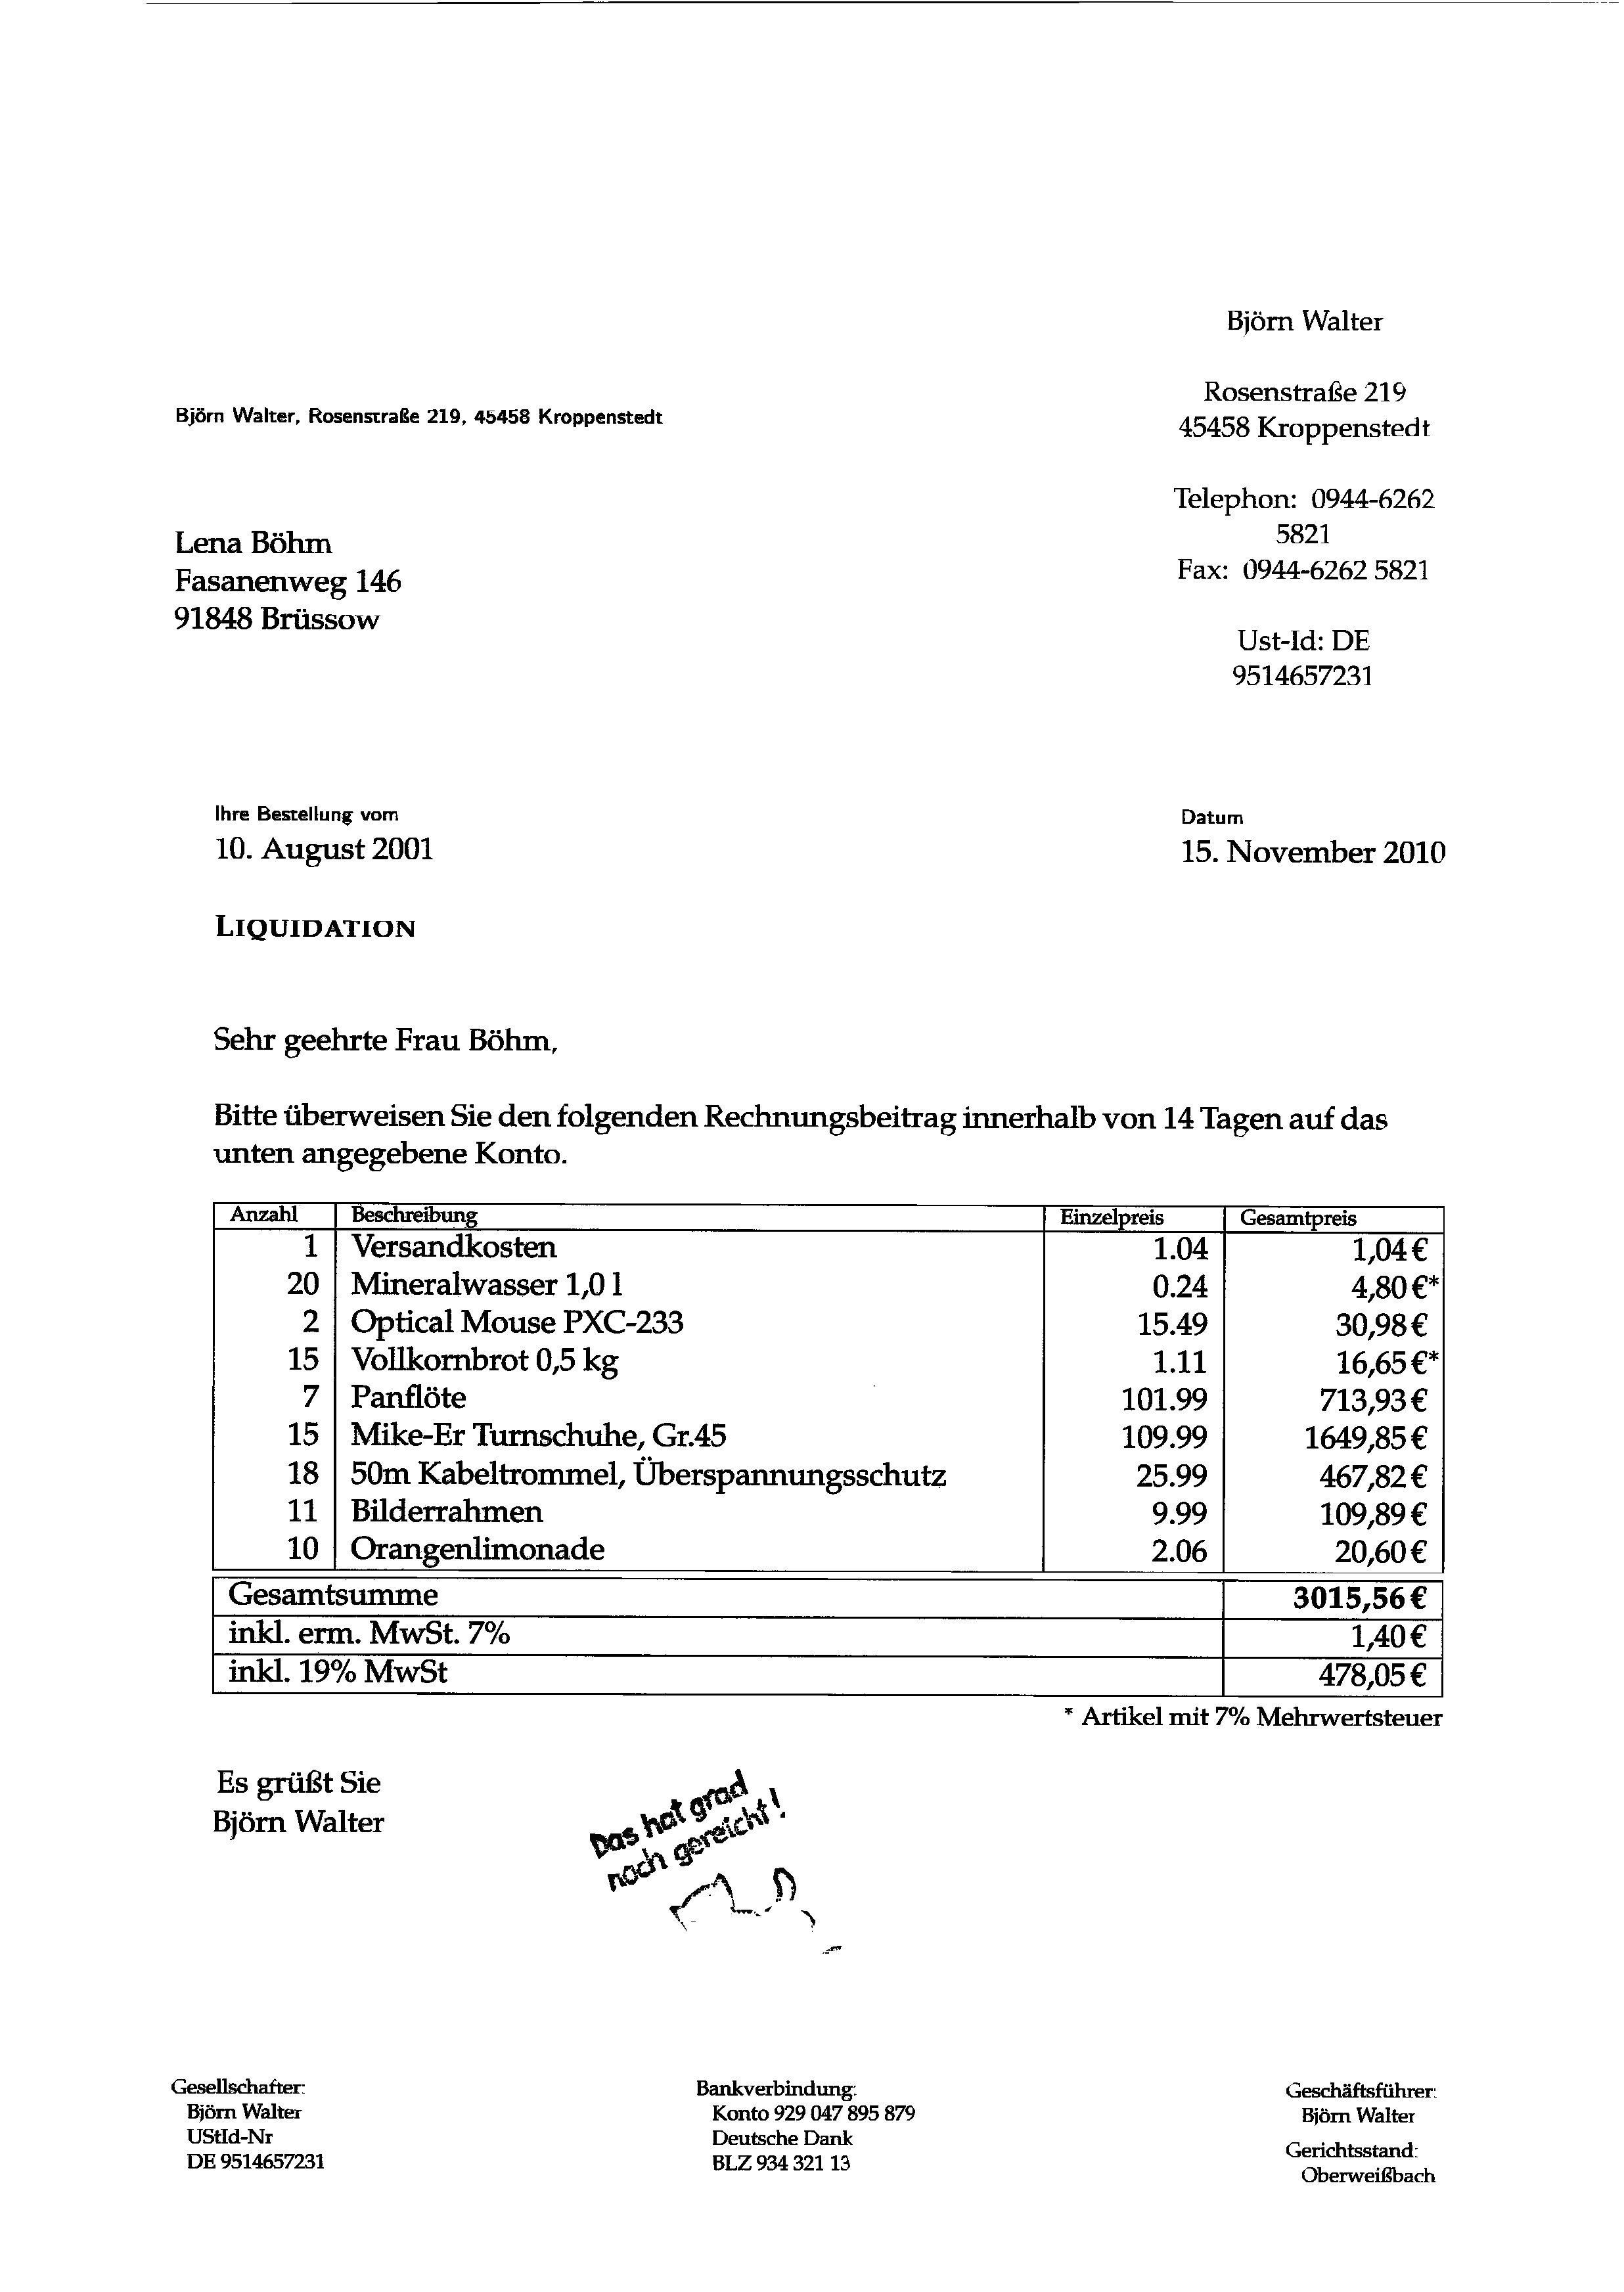 Björn Walter
Rosenstraße 219
45458 Kroppenstedt
Telephon: 0944-6262
5821
Fax: 0944-6262 5821
Ust-Id: DE
9514657231
Björn Walter, Rosenstraße 219, 45458 Kroppenstedt
Lena Böhm
Fasanenweg 146
91848 Brüssow
Ihre Bestellung vom
10. August 2001
Datum
15. November 2010
LIQUIDATION
Sehr geehrte Frau Böhm,
Bitte überweisen Sie den folgenden Rechnungsbeitrag innerhalb von 14 Tagen auf das
unten angegebene Konto.
Anzahl Beschreibung Einzelpreis Gesamtpreis
1 Versandkosten 1.04 1,04 €
20 Mineralwasser 1,0 l 0.24 4,80 €*
2 Optical Mouse PXC-233 15.49 30,98 €
15 Vollkornbrot 0,5 kg 1.11 16,65 €*
7 Panflöte 101.99 713,93 €
15 Mike-Er Turnschuhe, Gr.45 109.99 1649,85 €
18 50m Kabeltrommel, Überspannungsschutz 25.99 467,82 €
11 Bilderrahmen 9.99 109,89 €
10 Orangenlimonade 2.06 20,60 €
Gesamtsumme 3015,56 €
inkl. erm. MwSt. 7% 1,40 €
inkl. 19% MwSt 478,05 €
* Artikel mit 7% Mehrwertsteuer
Es grüßt Sie
Björn Walter
Das hat grad
noch gereicht!
Gesellschafter:
Björn Walter
UStId-Nr
DE 9514657231
Bankverbindung:
Konto 929 047 895 879
Deutsche Dank
BLZ 934 321 13
Geschäftsführer:
Björn Walter
Gerichtsstand:
Oberweißbach